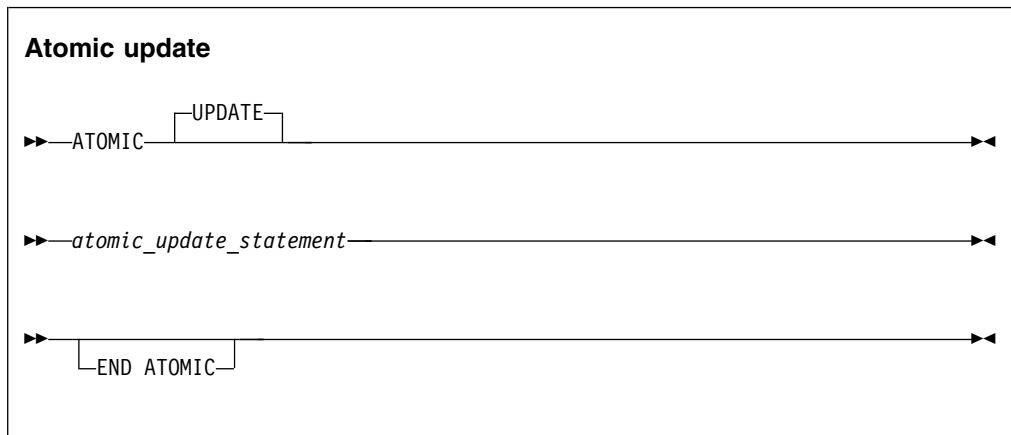 Atomic update
UPDATE
ATOMIC
atomic_update_statement
END ATOMIC